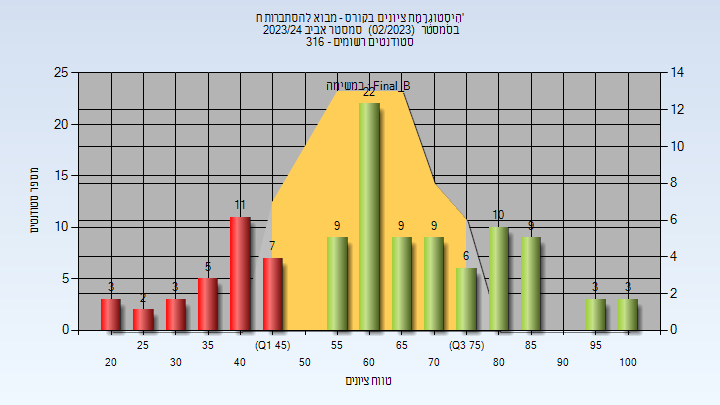 היסטוגרמת ציונים בקורס - מבוא להסתברות ח'
בסמסטר (02/2023) סמסטר אביב 2023/24
סטודנטים רשומים - 316
במשימה: Final_B
25 20 15 10 5 0
14 12 10 8 6 4 2 0
מספר סטודנטים
3 2 3 5 11 7 9 22 9 9 6 10 9 3 3
25 35 (Q1 45) 55 65 (Q3 75) 85 95
20 30 40 50 60 70 80 90 100
טווח ציונים